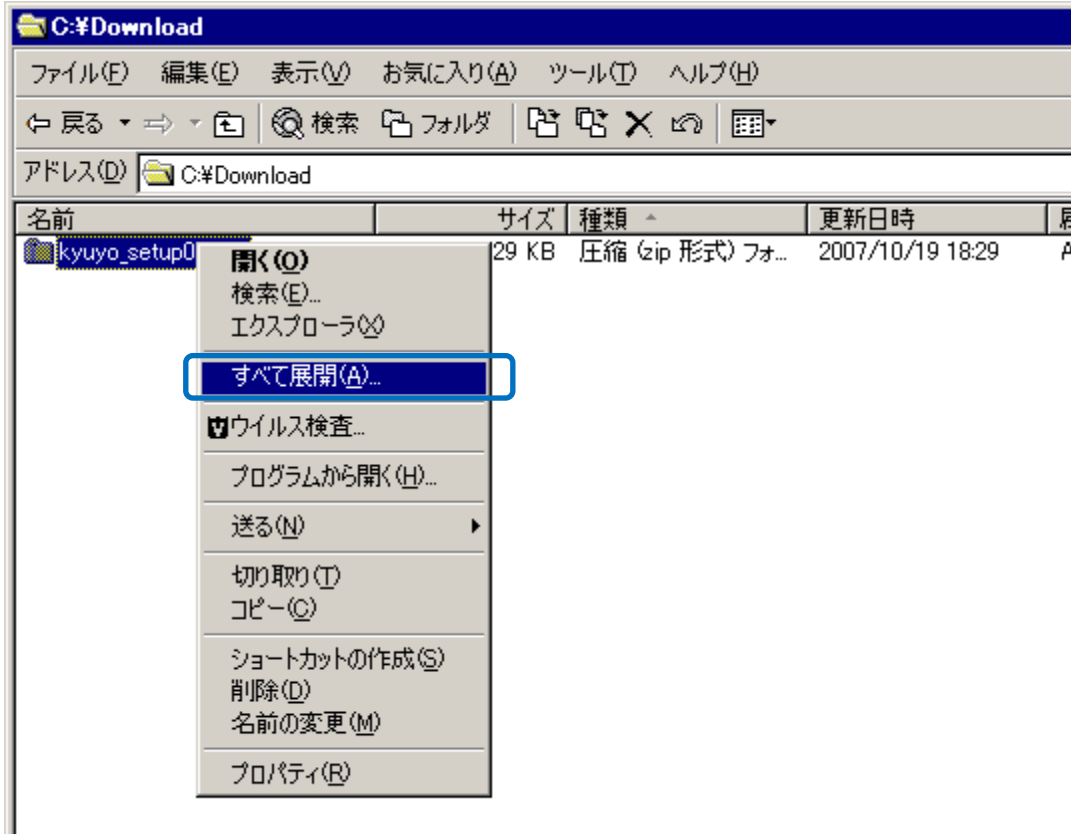 C:¥Download
ファイル(F) 編集(E) 表示(V) お気に入り(A) ツール(T) ヘルプ(H)
戻る 検索 フォルダ
アドレス(D) C:¥Download
名前 サイズ 種類 更新日時
kyuyo_setup0 29 KB 圧縮 (zip 形式) フォ... 2007/10/19 18:29 A
開く(O)
検索(E)...
エクスプローラ(X)
すべて展開(A)...
ウイルス検査...
プログラムから開く(H)...
送る(N)
切り取り(T)
コピー(C)
ショートカットの作成(S)
削除(D)
名前の変更(M)
プロパティ(R)